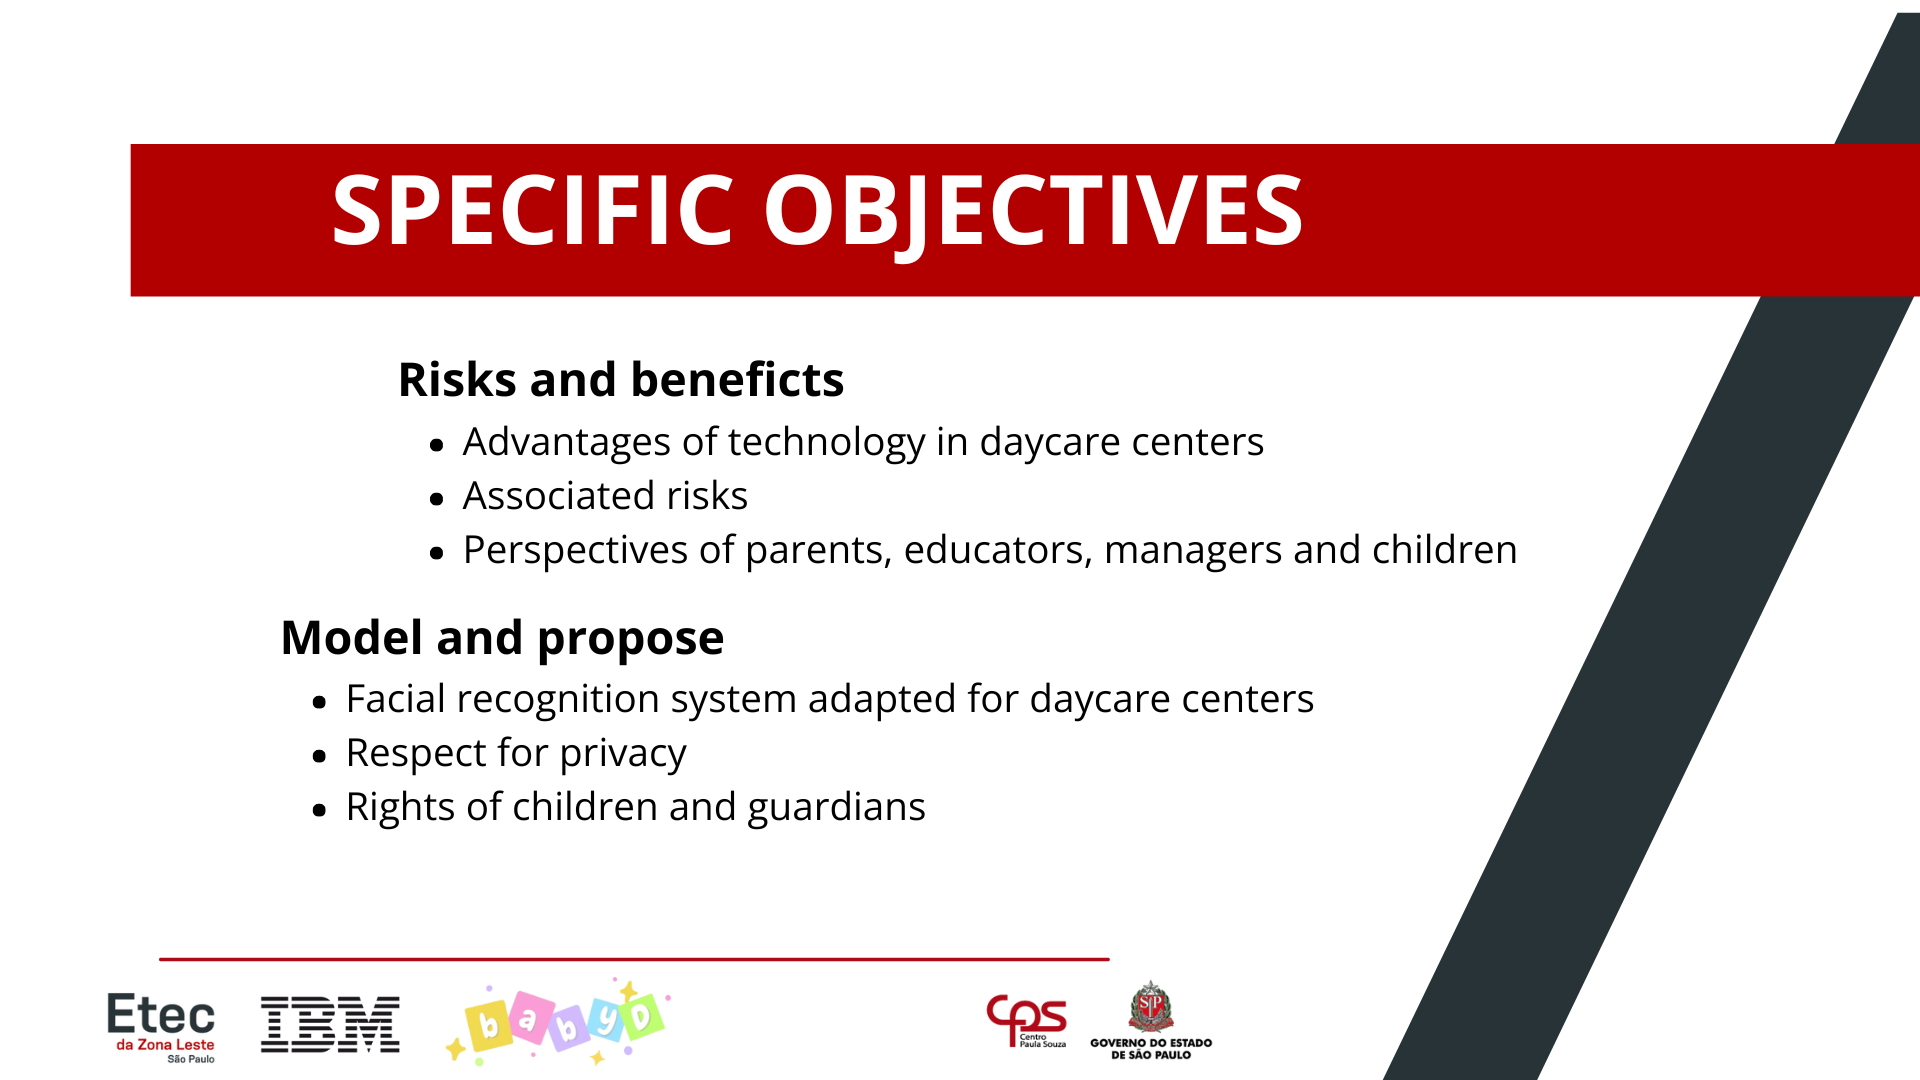 SPECIFIC OBJECTIVES
Risks and beneficts
• Advantages of technology in daycare centers
• Associated risks
• Perspectives of parents, educators, managers and children
Model and propose
• Facial recognition system adapted for daycare centers
• Respect for privacy
• Rights of children and guardians
Etec
da Zona Leste
São Paulo
IBM
babyD
cps
Centro
Paula Souza
SP
GOVERNO DO ESTADO
DE SÃO PAULO